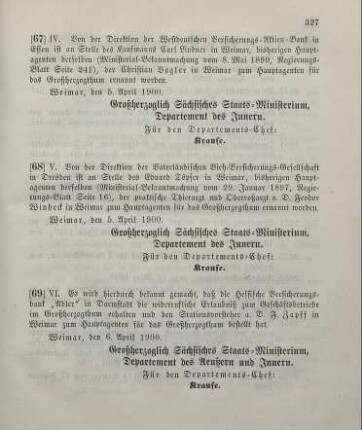 327
[67] IV. Von der Direktion der Westdeutschen Versicherungs-Aktien-Bank in
Essen ist an Stelle des Kaufmanns Carl Lindner in Weimar, bisherigen Haupt-
agenten derselben (Ministerial-Bekanntmachung vom 8. Mai 1899, Regierungs-
Blatt Seite 241), der Christian Vogler in Weimar zum Hauptagenten für
das Großherzogthum ernannt worden.
Weimar, den 5. April 1900.
Großherzoglich Sächsisches Staats-Ministerium,
Departement des Innern.
Für den Departements-Chef:
Krause.
[68] V. Von der Direktion der Vaterländischen Vieh-Versicherungs-Gesellschaft
in Dresden ist an Stelle des Eduard Döpfer in Weimar, bisherigen Haupt-
agenten derselben (Ministerial-Bekanntmachung vom 29. Januar 1897, Regie-
rungs-Blatt Seite 16), der praktische Thierarzt und Oberroßarzt a. D. Feodor
Winbeck in Weimar zum Hauptagenten für das Großherzogthum ernannt worden.
Weimar, den 5. April 1900.
Großherzoglich Sächsisches Staats-Ministerium,
Departement des Innern.
Für den Departements-Chef:
Krause.
[69] VI. Es wird hierdurch bekannt gemacht, daß die Hessische Versicherungs-
bank „Adler“ in Darmstadt die widerrufliche Erlaubniß zum Geschäftsbetriebe
im Großherzogthum erhalten und den Stationsvorsteher a. D. F. Zapff in
Weimar zum Hauptagenten für das Großherzogthum bestellt hat.
Weimar, den 6. April 1900.
Großherzoglich Sächsisches Staats-Ministerium,
Departement des Aeußern und Innern.
Für den Departements-Chef:
Krause.